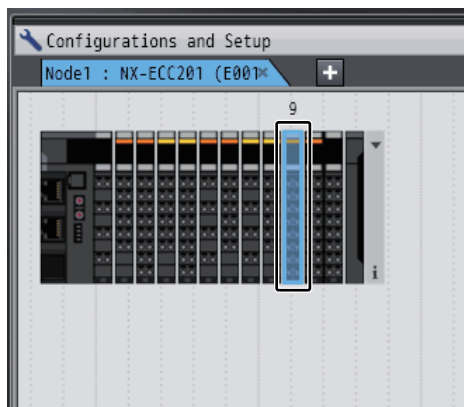 Configurations and Setup
Node1 : NX-ECC201 (E001
9
i